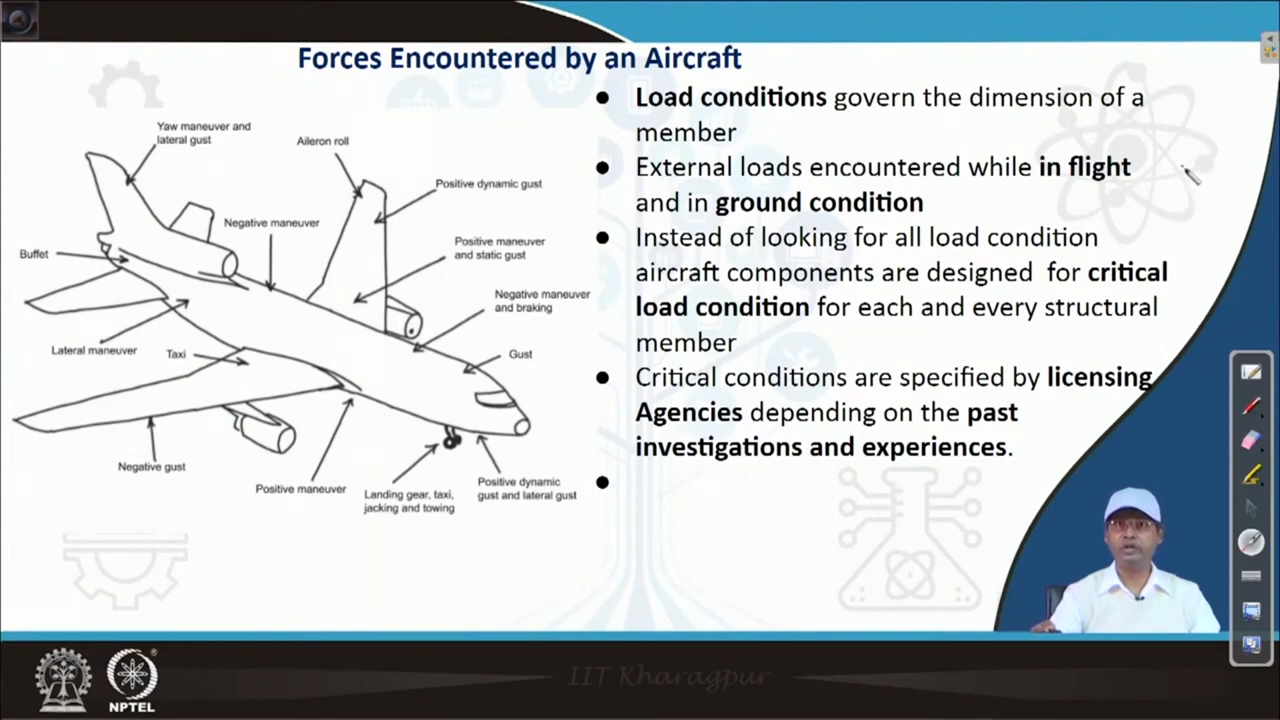 Forces Encountered by an Aircraft
Yaw maneuver and
lateral gust
Aileron roll
Positive dynamic gust
Negative maneuver
Buffet
Positive maneuver
and static gust
Negative maneuver
and braking
Lateral maneuver
Taxi
Gust
Negative gust
Positive maneuver
Landing gear, taxi,
jacking and towing
Positive dynamic
gust and lateral gust
● Load conditions govern the dimension of a
member
● External loads encountered while in flight
and in ground condition
● Instead of looking for all load condition
aircraft components are designed for critical
load condition for each and every structural
member
● Critical conditions are specified by licensing
Agencies depending on the past
investigations and experiences.
●
NPTEL
IIT Kharagpur